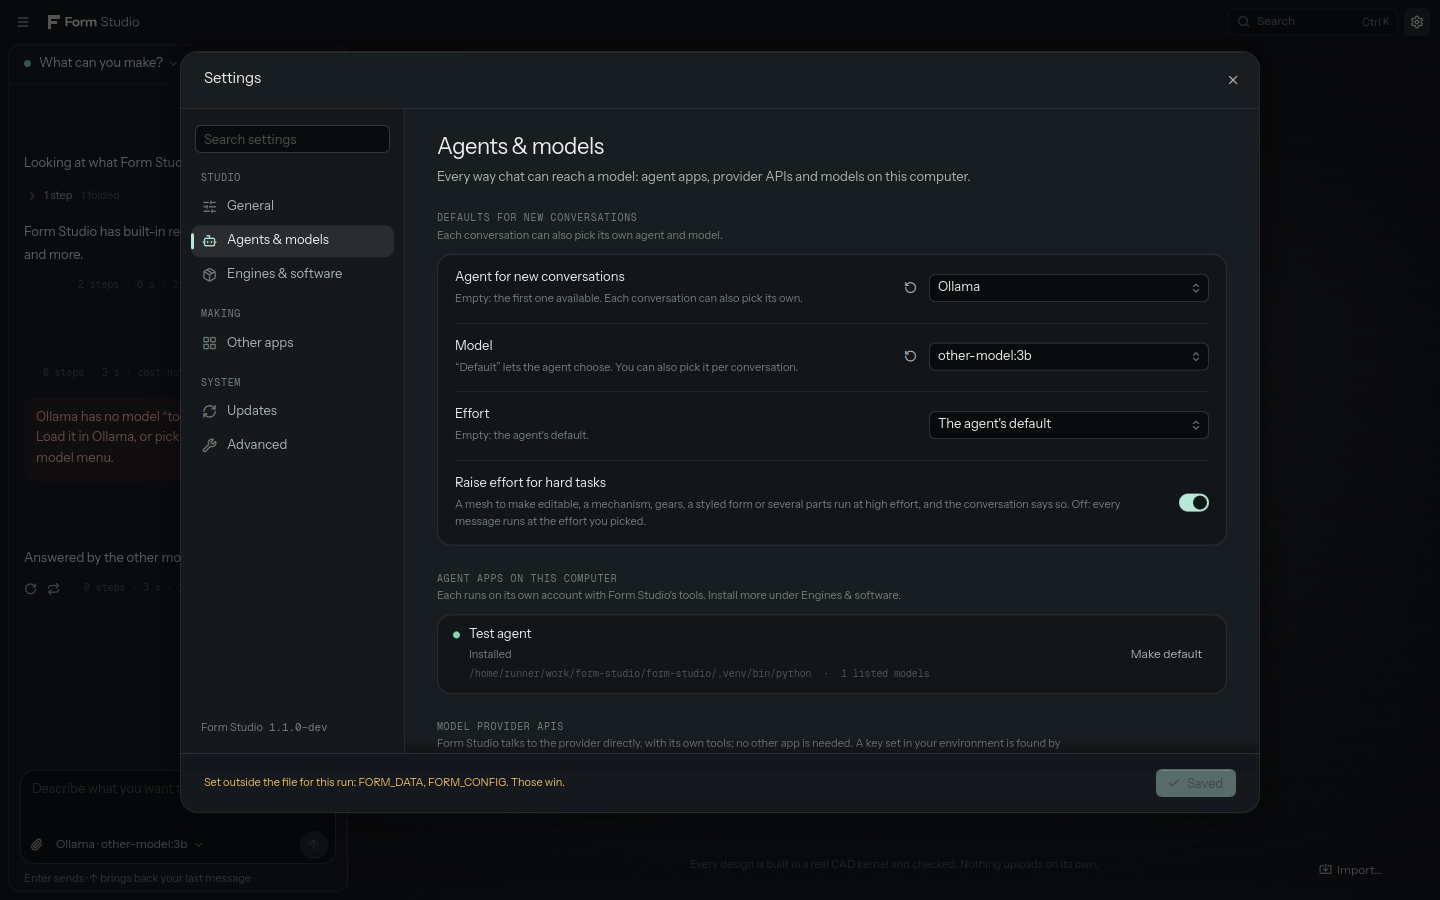 Form Studio
Search
Ctrl K
What can you make?
Settings
Looking at what Form Stud
1 step 1 folded
Form Studio has built-in re
and more.
2 steps · 6 s · 2
0 steps · 3 s · cost no
Ollama has no model “to
Load it in Ollama, or pick
model menu.
Answered by the other mo
0 steps · 3 s ·
Describe what you want t
Ollama · other-model:3b
Enter sends · ↑ brings back your last message
Search settings
STUDIO
General
Agents & models
Engines & software
MAKING
Other apps
SYSTEM
Updates
Advanced
Form Studio 1.1.0-dev
Agents & models
Every way chat can reach a model: agent apps, provider APIs and models on this computer.
DEFAULTS FOR NEW CONVERSATIONS
Each conversation can also pick its own agent and model.
Agent for new conversations
Empty: the first one available. Each conversation can also pick its own.
Ollama
Model
“Default” lets the agent choose. You can also pick it per conversation.
other-model:3b
Effort
Empty: the agent's default.
The agent's default
Raise effort for hard tasks
A mesh to make editable, a mechanism, gears, a styled form or several parts run at high effort, and the conversation says so. Off: every
message runs at the effort you picked.
AGENT APPS ON THIS COMPUTER
Each runs on its own account with Form Studio's tools. Install more under Engines & software.
Test agent
Installed
/home/runner/work/form-studio/form-studio/.venv/bin/python · 1 listed models
Make default
MODEL PROVIDER APIS
Form Studio talks to the provider directly, with its own tools; no other app is needed. A key set in your environment is found by
Set outside the file for this run: FORM_DATA, FORM_CONFIG. Those win.
Saved
Every design is built in a real CAD kernel and checked. Nothing uploads on its own.
Import...